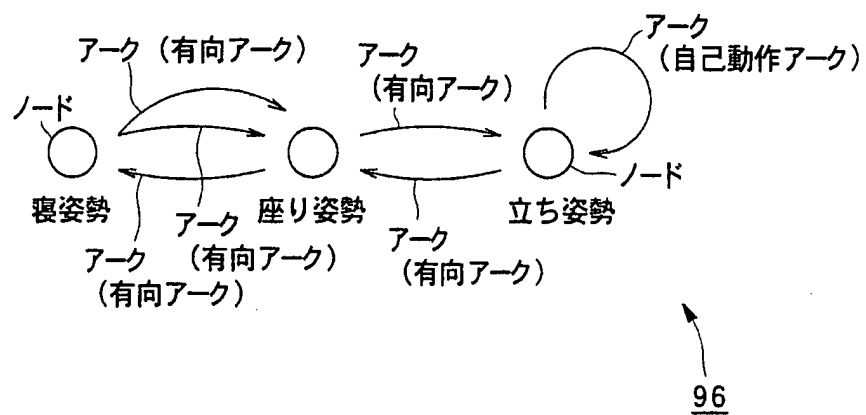 アーク
アーク（有向アーク）
（自己動作アーク）
アーク
（有向アーク）
ノード
ノード
寝姿勢
座り姿勢
立ち姿勢
アーク
（有向アーク）
アーク
（有向アーク）
アーク
（有向アーク）
96